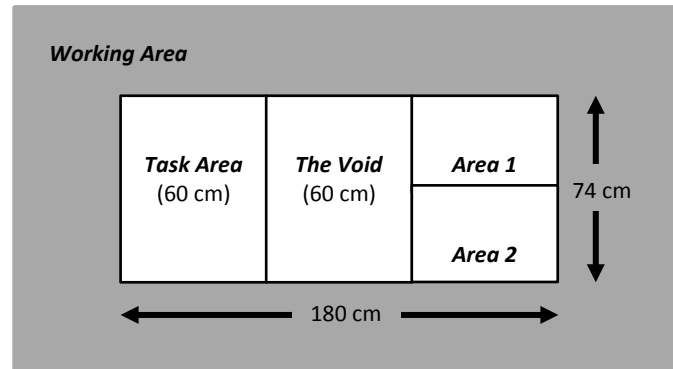 Working Area
Task Area
(60 cm)
The Void
(60 cm)
Area 1
74 cm
Area 2
180 cm